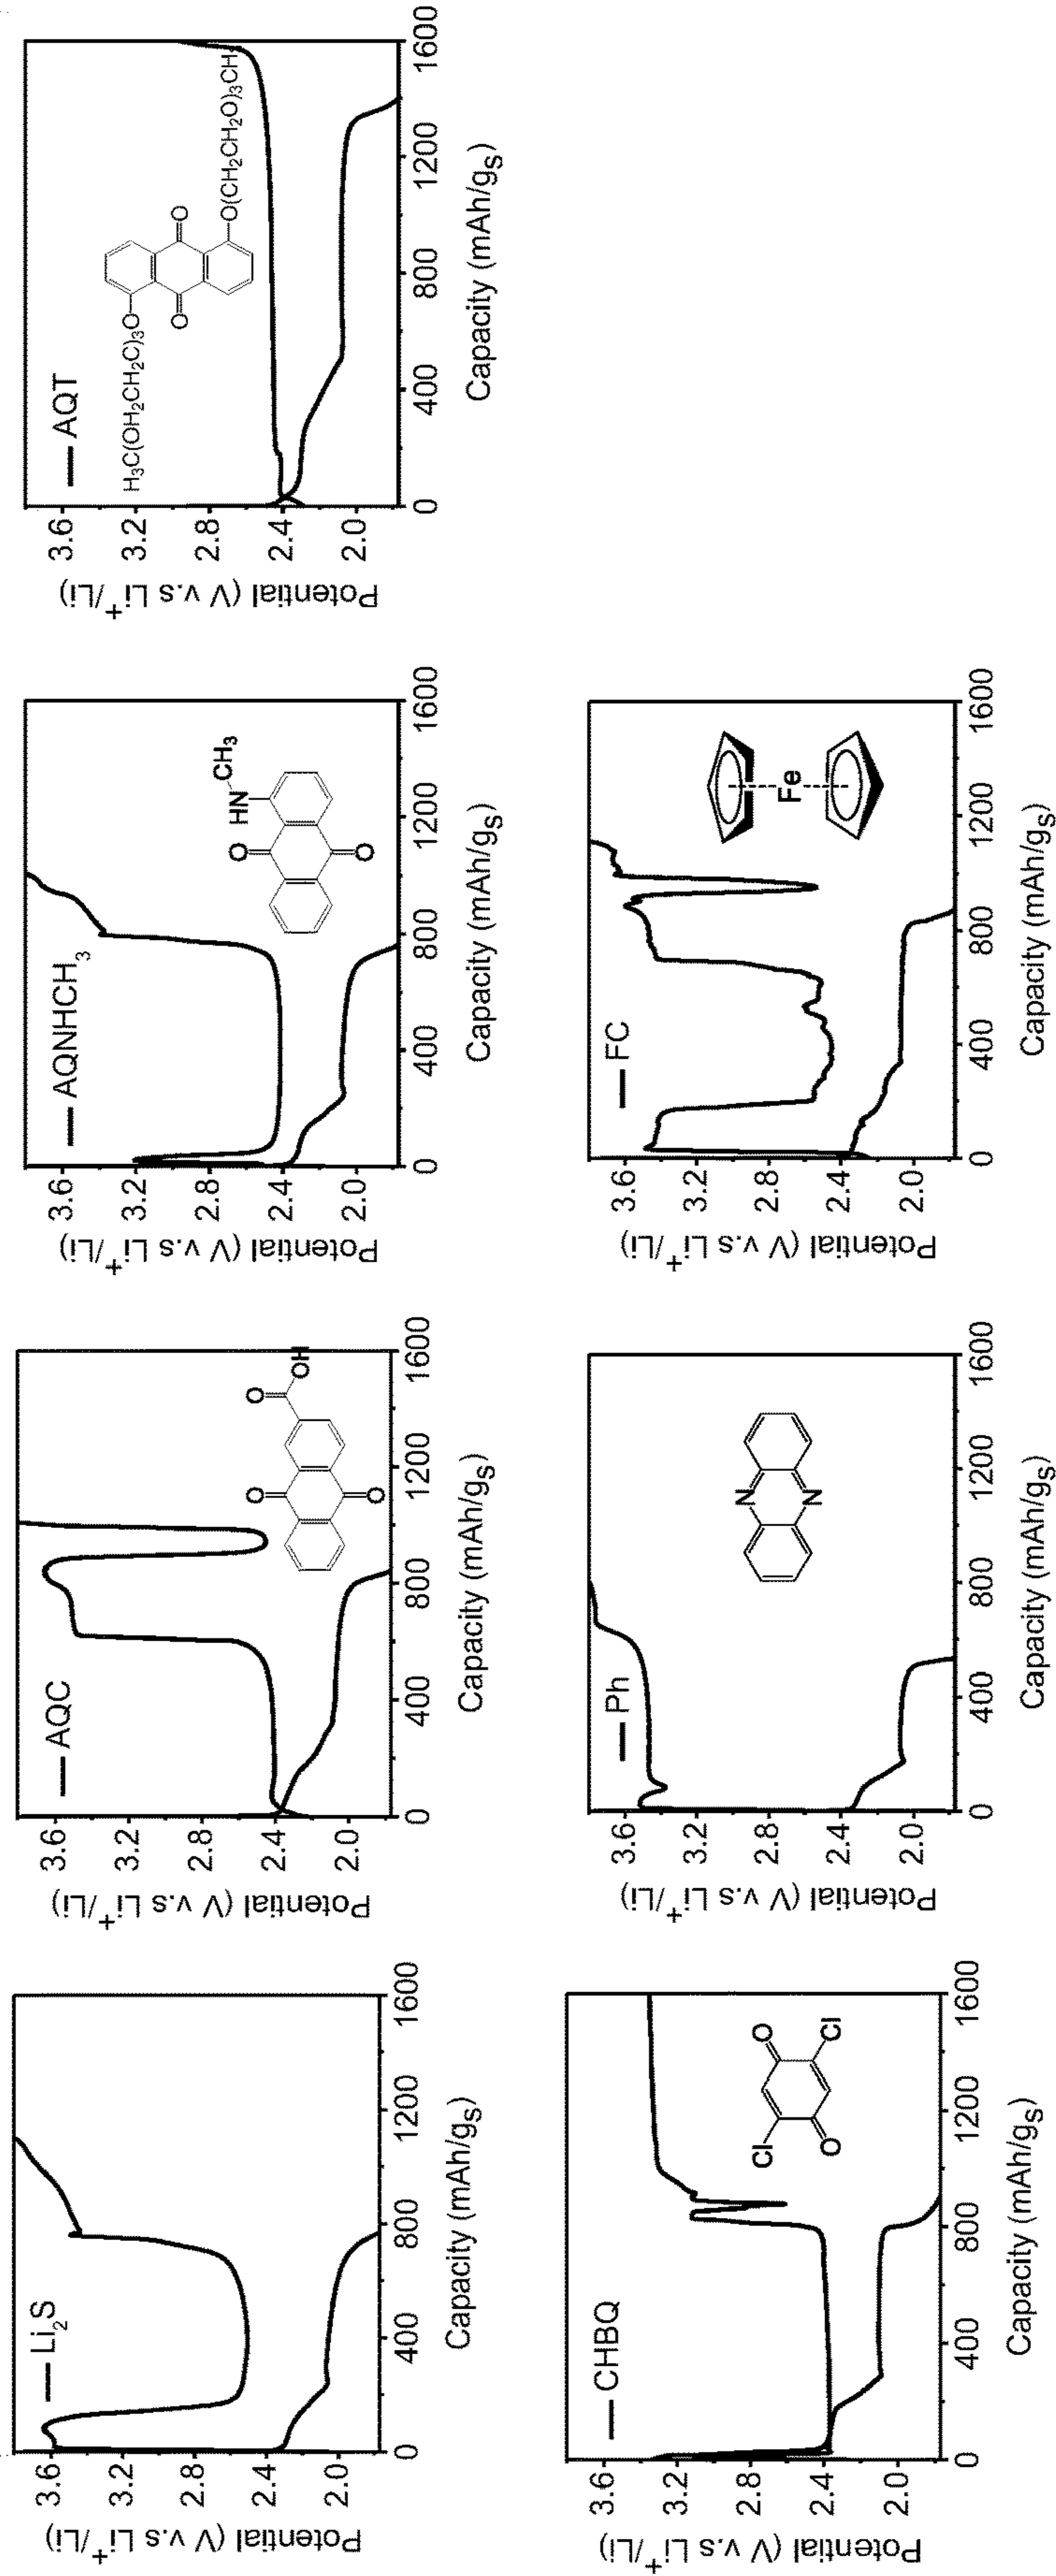 Li2S
3.6
3.2
2.8
2.4
2.0
0
400
800
1200
1600
Potential (V v.s Li+/Li)
Capacity (mAh/gS)
AQC
O
O
O
OH
3.6
3.2
2.8
2.4
2.0
0
400
800
1200
1600
Potential (V v.s Li+/Li)
Capacity (mAh/gS)
AQNHCH3
O
HN
CH3
O
3.6
3.2
2.8
2.4
2.0
0
400
800
1200
1600
Potential (V v.s Li+/Li)
Capacity (mAh/gS)
AQT
H3C(OH2CH2C)3O
O
O
O(CH2CH2O)3CH
3.6
3.2
2.8
2.4
2.0
0
400
800
1200
1600
Potential (V v.s Li+/Li)
Capacity (mAh/gS)
CHBQ
Cl
O
O
Cl
3.6
3.2
2.8
2.4
2.0
0
400
800
1200
1600
Potential (V v.s Li+/Li)
Capacity (mAh/gS)
Ph
N
N
3.6
3.2
2.8
2.4
2.0
0
400
800
1200
1600
Potential (V v.s Li+/Li)
Capacity (mAh/gS)
FC
Fe
3.6
3.2
2.8
2.4
2.0
0
400
800
1200
1600
Potential (V v.s Li+/Li)
Capacity (mAh/gS)